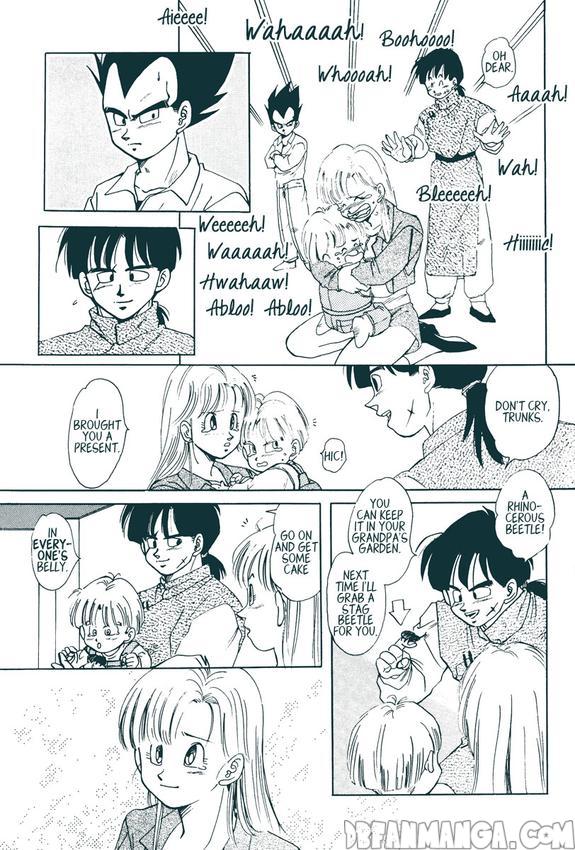 Aieeee!
Wahaaaah!
Boohoooo!
Whoooah!
OH
DEAR.
Aaaah!
Wah!
Bleeeeeh!
Hiiiiiiic!
Weeeeeh!
Waaaaah!
Hwahaaw!
Abloo! Abloo!
DON'T CRY,
TRUNKS.
HIC!
I
BROUGHT
YOU A
PRESENT.
A
RHINO-
CEROUS
BEETLE!
YOU
CAN KEEP
IT IN YOUR
GRANDPA'S
GARDEN.
NEXT
TIME I'LL
GRAB A
STAG
BEETLE
FOR YOU.
GO ON
AND GET
SOME
CAKE
IN
EVERY-
ONE'S
BELLY.
DBFANMANGA.COM